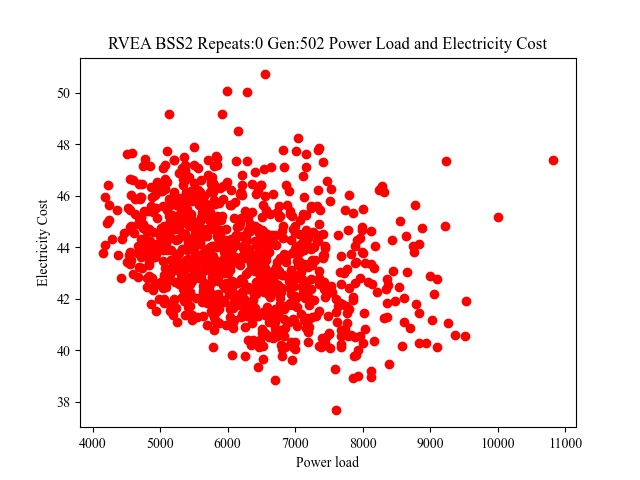 RVEA BSS2 Repeats:0 Gen:502 Power Load and Electricity Cost
Electricity Cost
50
48
46
44
42
40
38
4000 5000 6000 7000 8000 9000 10000 11000
Power load